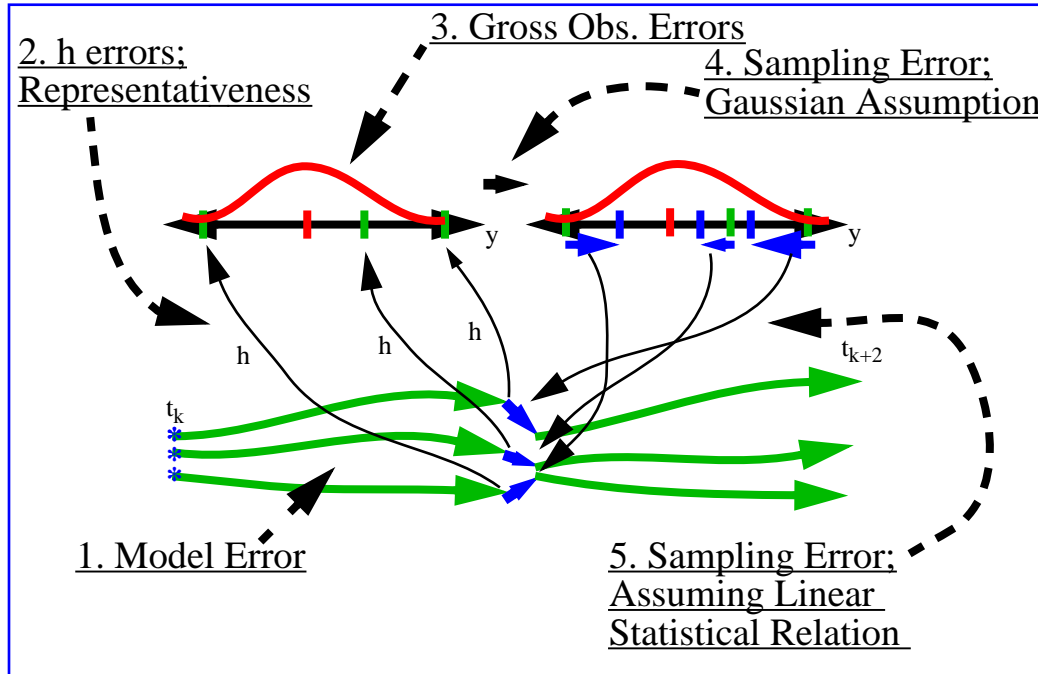 3. Gross Obs. Errors
2. h errors;
Representativeness
4. Sampling Error;
Gaussian Assumption
y
y
h
h
h
t_k
t_{k+2}
*
*
*
1. Model Error
5. Sampling Error;
Assuming Linear
Statistical Relation